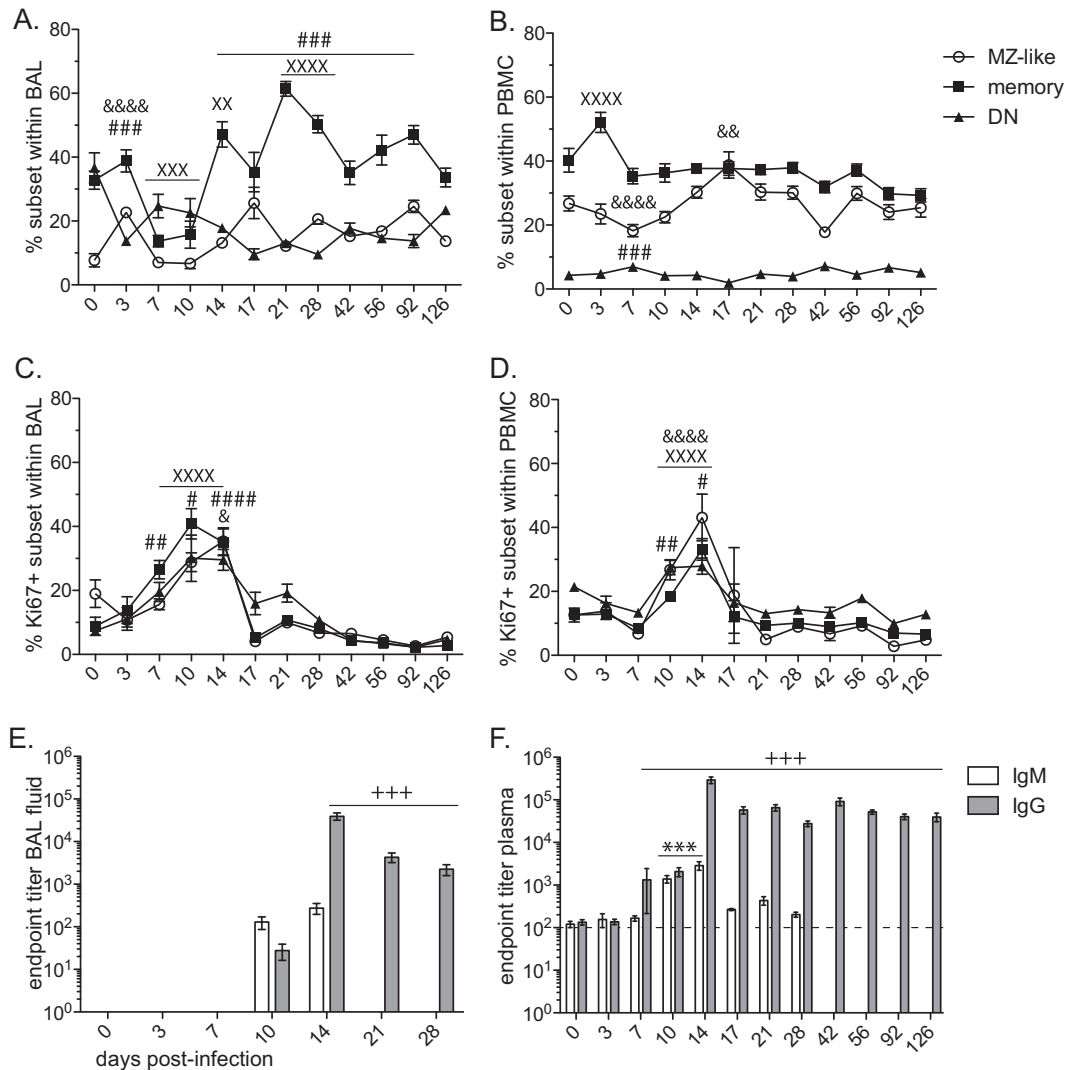 A.
% subset within BAL
80
60
40
20
0
&&&&
###
XXX
XX
###
XXXX
0 3 7 10 14 17 21 28 42 56 92 126
B.
% subset within PBMC
80
60
40
20
0
XXXX
&&&&
###
&&
0 3 7 10 14 17 21 28 42 56 92 126
MZ-like
memory
DN
C.
% Ki67+ subset within BAL
80
60
40
20
0
XXXX
# ####
&
##
0 3 7 10 14 17 21 28 42 56 92 126
D.
% Ki67+ subset within PBMC
80
60
40
20
0
&&&&
XXXX
#
##
0 3 7 10 14 17 21 28 42 56 92 126
E.
endpoint titer BAL fluid
10⁶
10⁵
10⁴
10³
10²
10¹
10⁰
+++
0 3 7 10 14 21 28
days post-infection
F.
endpoint titer plasma
10⁶
10⁵
10⁴
10³
10²
10¹
10⁰
+++
***
0 3 7 10 14 17 21 28 42 56 92 126
IgM
IgG